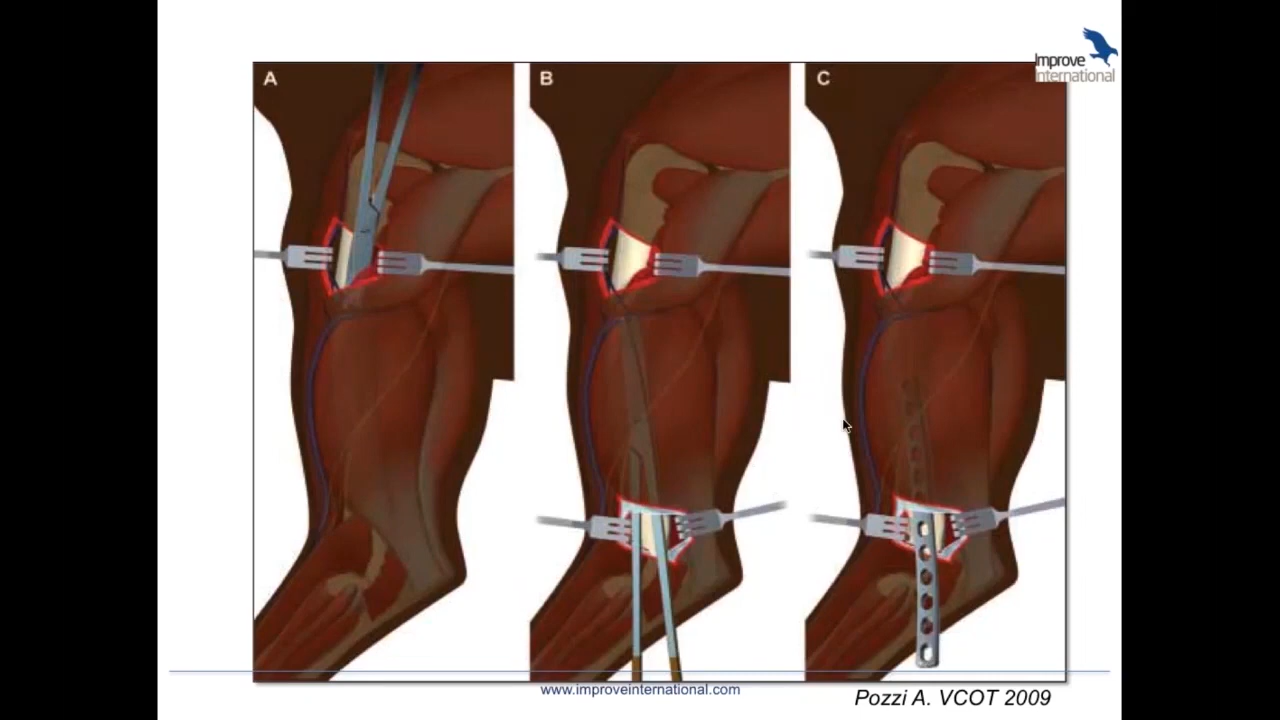 Improve
International
A
B
C
www.improveinternational.com
Pozzi A. VCOT 2009